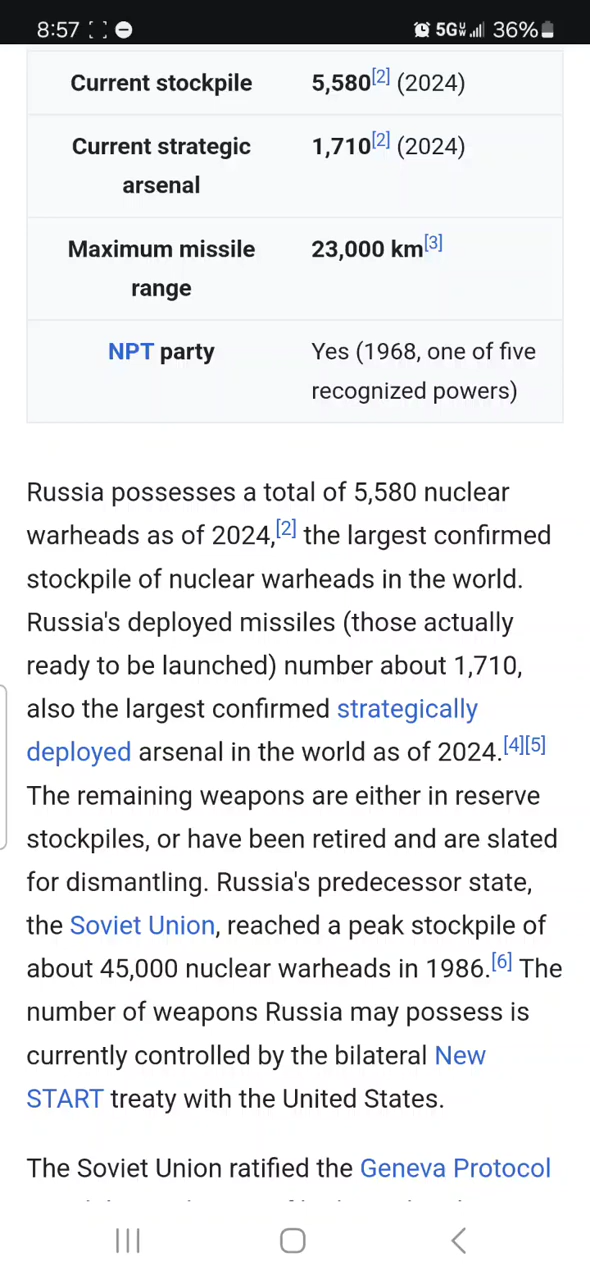 8:57 5G 36%
Current stockpile 5,580[2] (2024)
Current strategic 1,710[2] (2024)
arsenal
Maximum missile 23,000 km[3]
range
NPT party Yes (1968, one of five
recognized powers)
Russia possesses a total of 5,580 nuclear
warheads as of 2024,[2] the largest confirmed
stockpile of nuclear warheads in the world.
Russia's deployed missiles (those actually
ready to be launched) number about 1,710,
also the largest confirmed strategically
deployed arsenal in the world as of 2024.[4][5]
The remaining weapons are either in reserve
stockpiles, or have been retired and are slated
for dismantling. Russia's predecessor state,
the Soviet Union, reached a peak stockpile of
about 45,000 nuclear warheads in 1986.[6] The
number of weapons Russia may possess is
currently controlled by the bilateral New
START treaty with the United States.
The Soviet Union ratified the Geneva Protocol